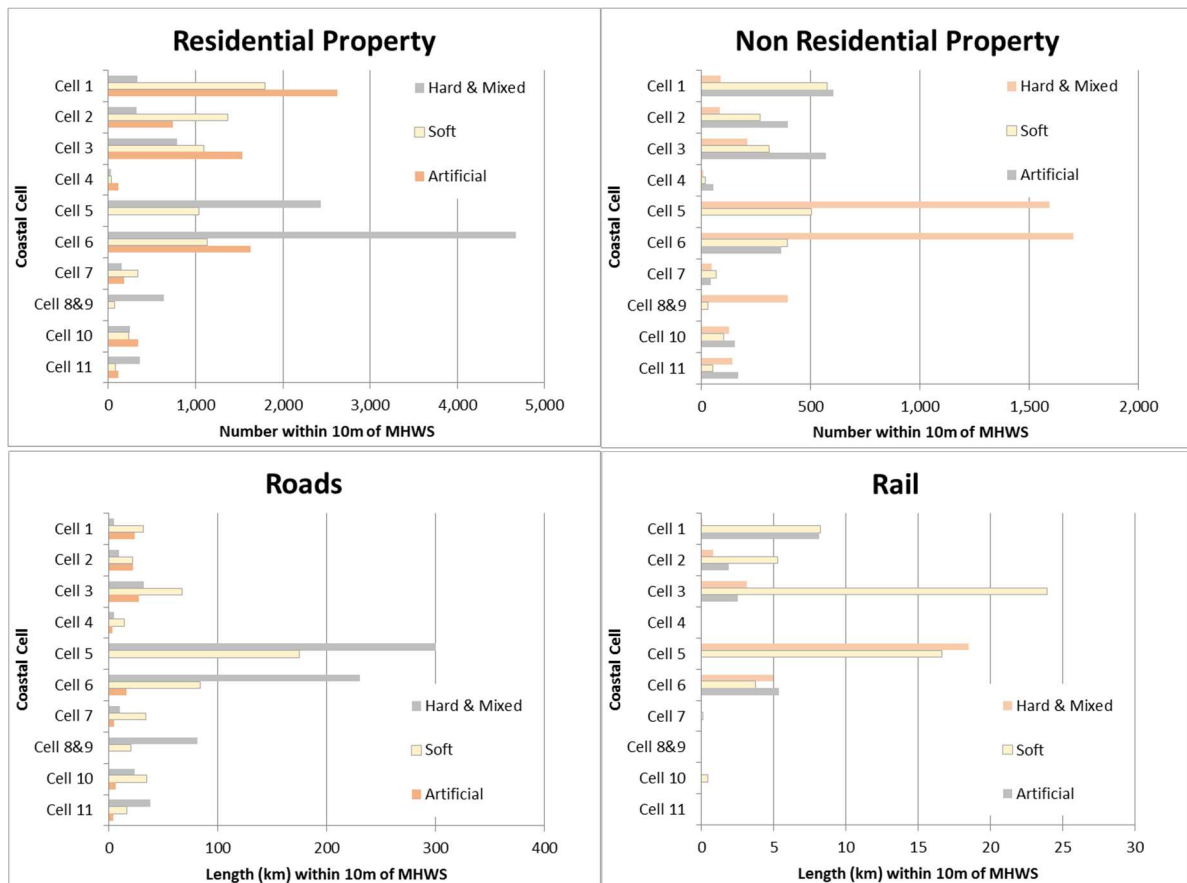 Residential Property
Coastal Cell
Cell 1
Cell 2
Cell 3
Cell 4
Cell 5
Cell 6
Cell 7
Cell 8&9
Cell 10
Cell 11
Hard & Mixed
Soft
Artificial
0 1,000 2,000 3,000 4,000 5,000
Number within 10m of MHWS
Non Residential Property
Coastal Cell
Cell 1
Cell 2
Cell 3
Cell 4
Cell 5
Cell 6
Cell 7
Cell 8&9
Cell 10
Cell 11
Hard & Mixed
Soft
Artificial
0 500 1,000 1,500 2,000
Number within 10m of MHWS
Roads
Coastal Cell
Cell 1
Cell 2
Cell 3
Cell 4
Cell 5
Cell 6
Cell 7
Cell 8&9
Cell 10
Cell 11
Hard & Mixed
Soft
Artificial
0 100 200 300 400
Length (km) within 10m of MHWS
Rail
Coastal Cell
Cell 1
Cell 2
Cell 3
Cell 4
Cell 5
Cell 6
Cell 7
Cell 8&9
Cell 10
Cell 11
Hard & Mixed
Soft
Artificial
0 5 10 15 20 25 30
Length (km) within 10m of MHWS